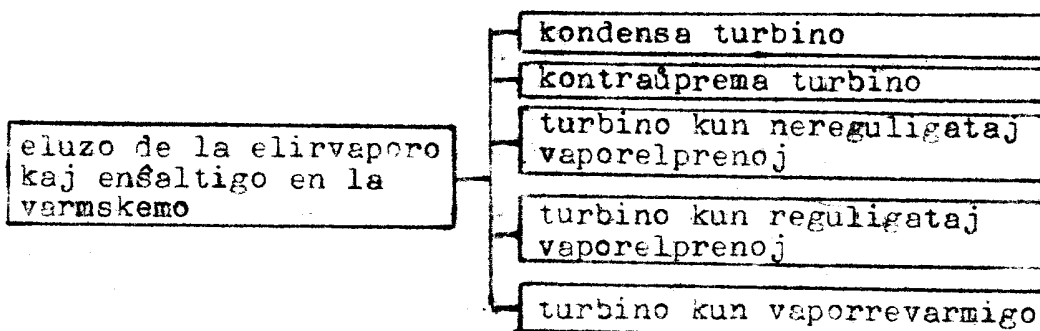 kondensa turbino
kontraŭprema turbino
turbino kun nereguligataj
vaporelprenoj
eluzo de la elirvaporo
kaj enŝaltigo en la
varmskemo
turbino kun reguligataj
vaporelprenoj
turbino kun vaporrevarmigo